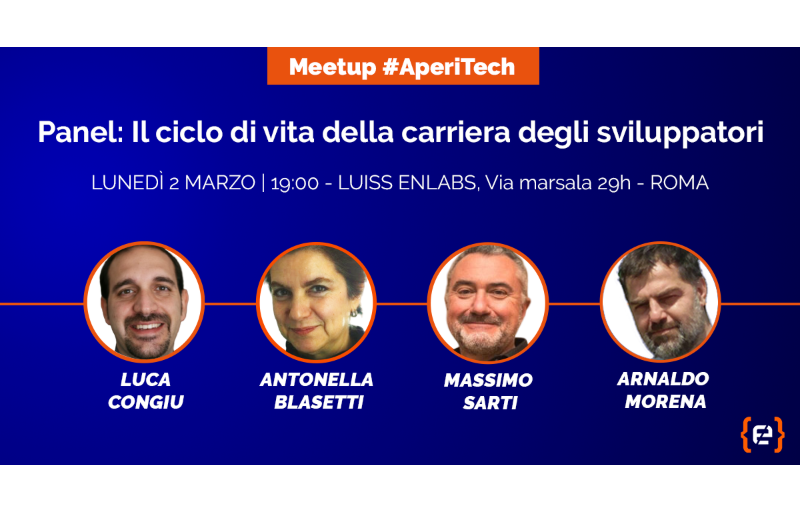 Meetup #AperiTech
Panel: Il ciclo di vita della carriera degli sviluppatori
LUNEDÌ 2 MARZO | 19:00 - LUISS ENLABS, Via marsala 29h - ROMA
LUCA
CONGIU
ANTONELLA
BLASETTI
MASSIMO
SARTI
ARNALDO
MORENA